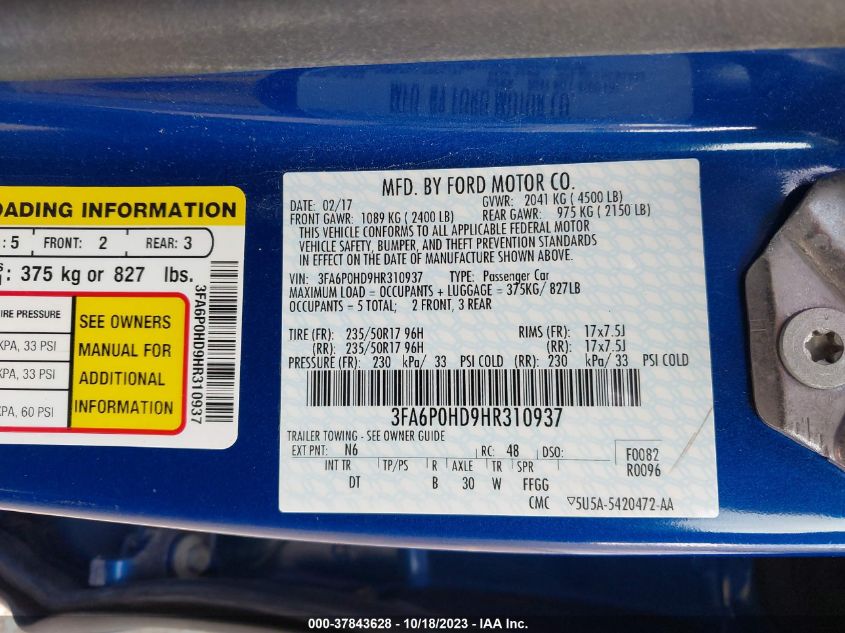 OADING INFORMATION
: 5 FRONT: 2 REAR: 3
: 375 kg or 827 lbs.
IRE PRESSURE
KPA, 33 PSI
KPA, 33 PSI
KPA, 60 PSI
SEE OWNERS
MANUAL FOR
ADDITIONAL
INFORMATION
3FA6P0HD9HR310937
MFD. BY FORD MOTOR CO.
DATE: 02/17 GVWR: 2041 KG ( 4500 LB)
FRONT GAWR: 1089 KG ( 2400 LB) REAR GAWR: 975 KG ( 2150 LB)
THIS VEHICLE CONFORMS TO ALL APPLICABLE FEDERAL MOTOR
VEHICLE SAFETY, BUMPER, AND THEFT PREVENTION STANDARDS
IN EFFECT ON THE DATE OF MANUFACTURE SHOWN ABOVE.
VIN: 3FA6P0HD9HR310937 TYPE: Passenger Car
MAXIMUM LOAD = OCCUPANTS + LUGGAGE = 375KG/ 827LB
OCCUPANTS = 5 TOTAL; 2 FRONT, 3 REAR
TIRE (FR): 235/50R17 96H RIMS (FR): 17x7.5J
(RR): 235/50R17 96H (RR): 17x7.5J
PRESSURE (FR): 230 kPa/ 33 PSI COLD (RR): 230 kPa/ 33 PSI COLD
3FA6P0HD9HR310937
TRAILER TOWING - SEE OWNER GUIDE
EXT PNT: N6 RC: 48 DSO: F0082
R0096
INT TR TP/PS R AXLE TR SPR
DT B 30 W FFGG
CMC ▽5U5A-5420472-AA
000-37843628 - 10/18/2023 - IAA Inc.